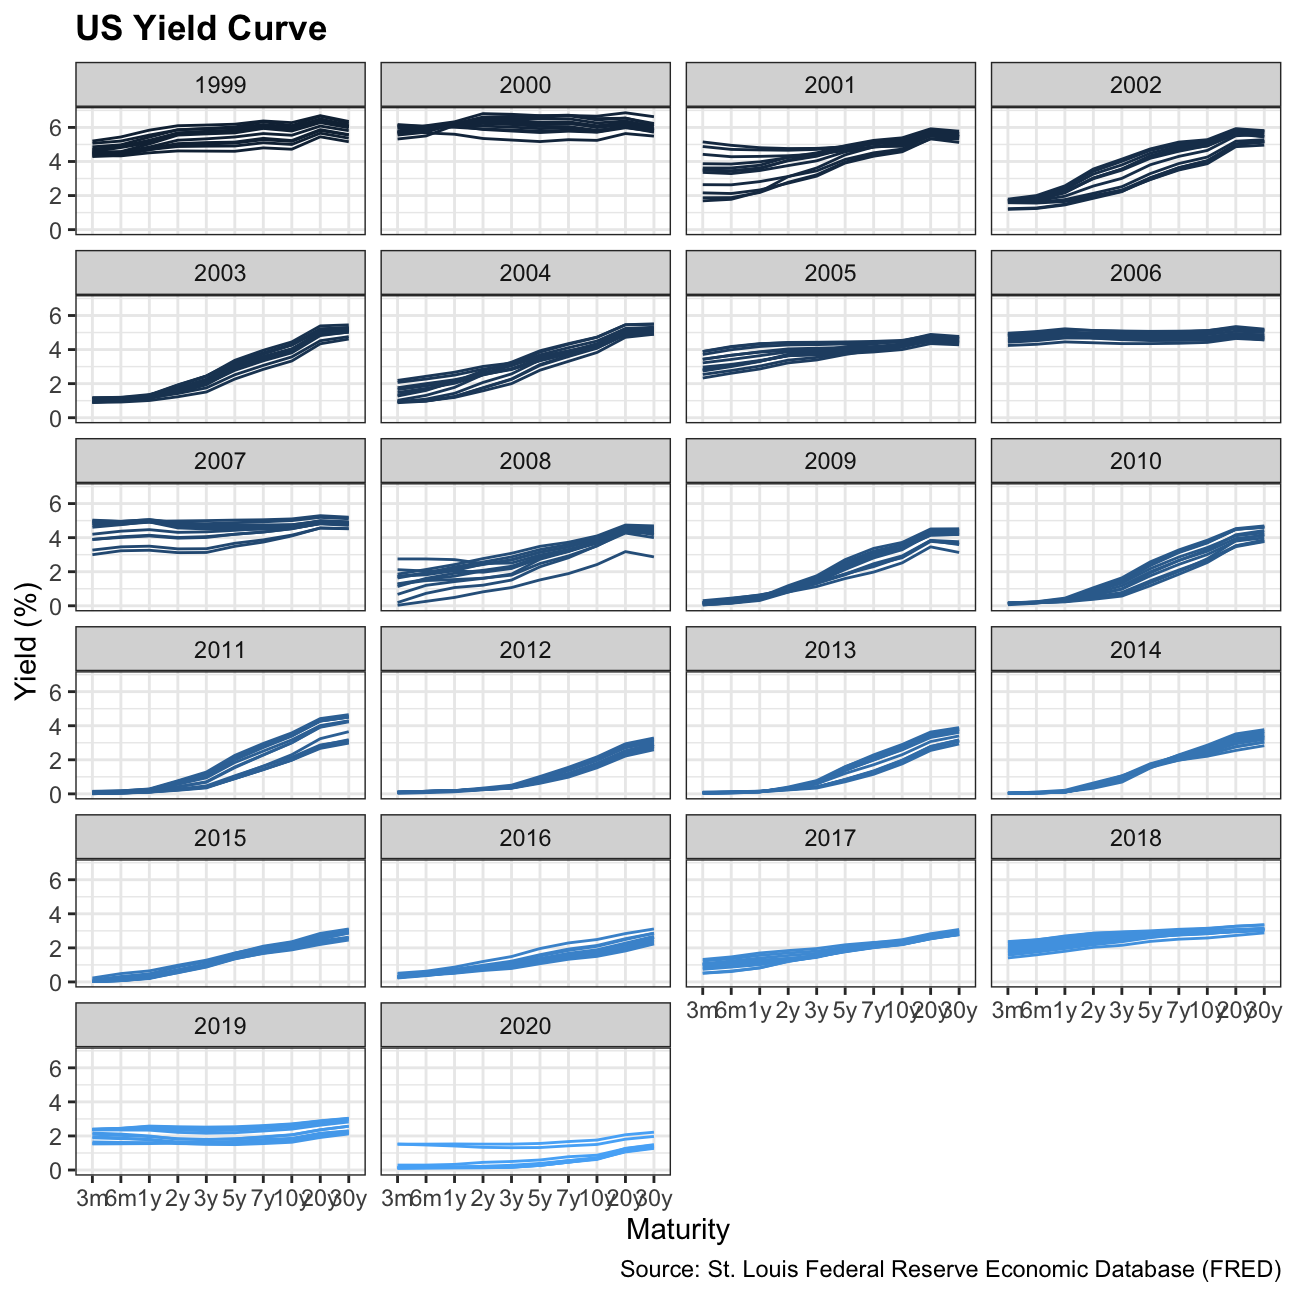 US Yield Curve
1999 2000 2001 2002
6
4
2
0
2003 2004 2005 2006
6
4
2
0
2007 2008 2009 2010
6
4
2
0
Yield (%)
2011 2012 2013 2014
6
4
2
0
2015 2016 2017 2018
6
4
2
0
3m 6m 1y 2y 3y 5y 7y 10y 20y 30y 3m 6m 1y 2y 3y 5y 7y 10y 20y 30y
2019 2020
6
4
2
0
3m 6m 1y 2y 3y 5y 7y 10y 20y 30y 3m 6m 1y 2y 3y 5y 7y 10y 20y 30y
Maturity
Source: St. Louis Federal Reserve Economic Database (FRED)